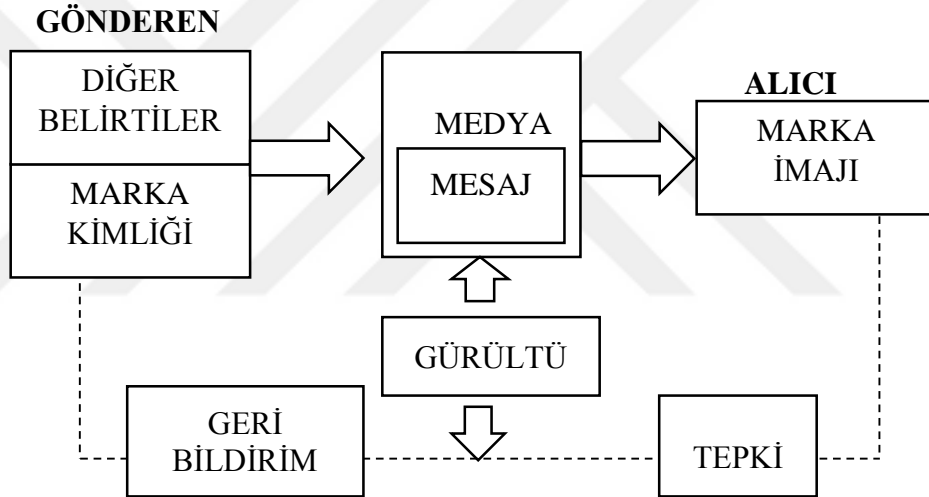 GÖNDEREN
DİĞER
BELİRTİLER
MARKA
KİMLİĞİ
MEDYA
MESAJ
ALICI
MARKA
İMAJI
GÜRÜLTÜ
GERİ
BİLDİRİM
TEPKİ